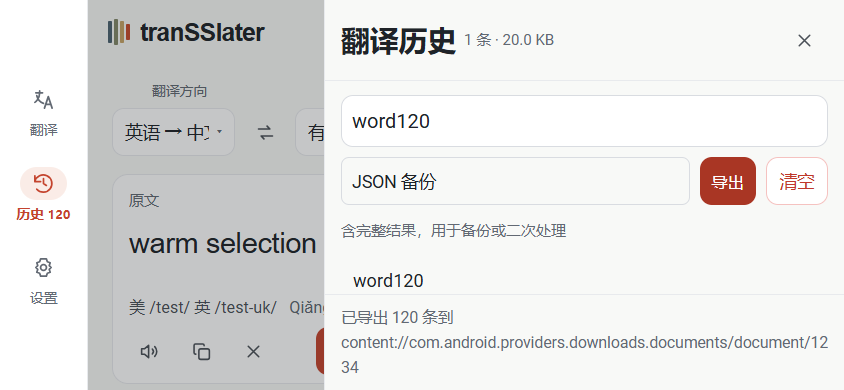 tranSSlater
翻译
历史 120
设置
翻译方向
英语 → 中
有
原文
warm selection
美 /test/ 英 /test-uk/ Qiǎn
翻译历史
1 条 · 20.0 KB
word120
JSON 备份
导出
清空
含完整结果，用于备份或二次处理
word120
已导出 120 条到
content://com.android.providers.downloads.documents/document/12
34